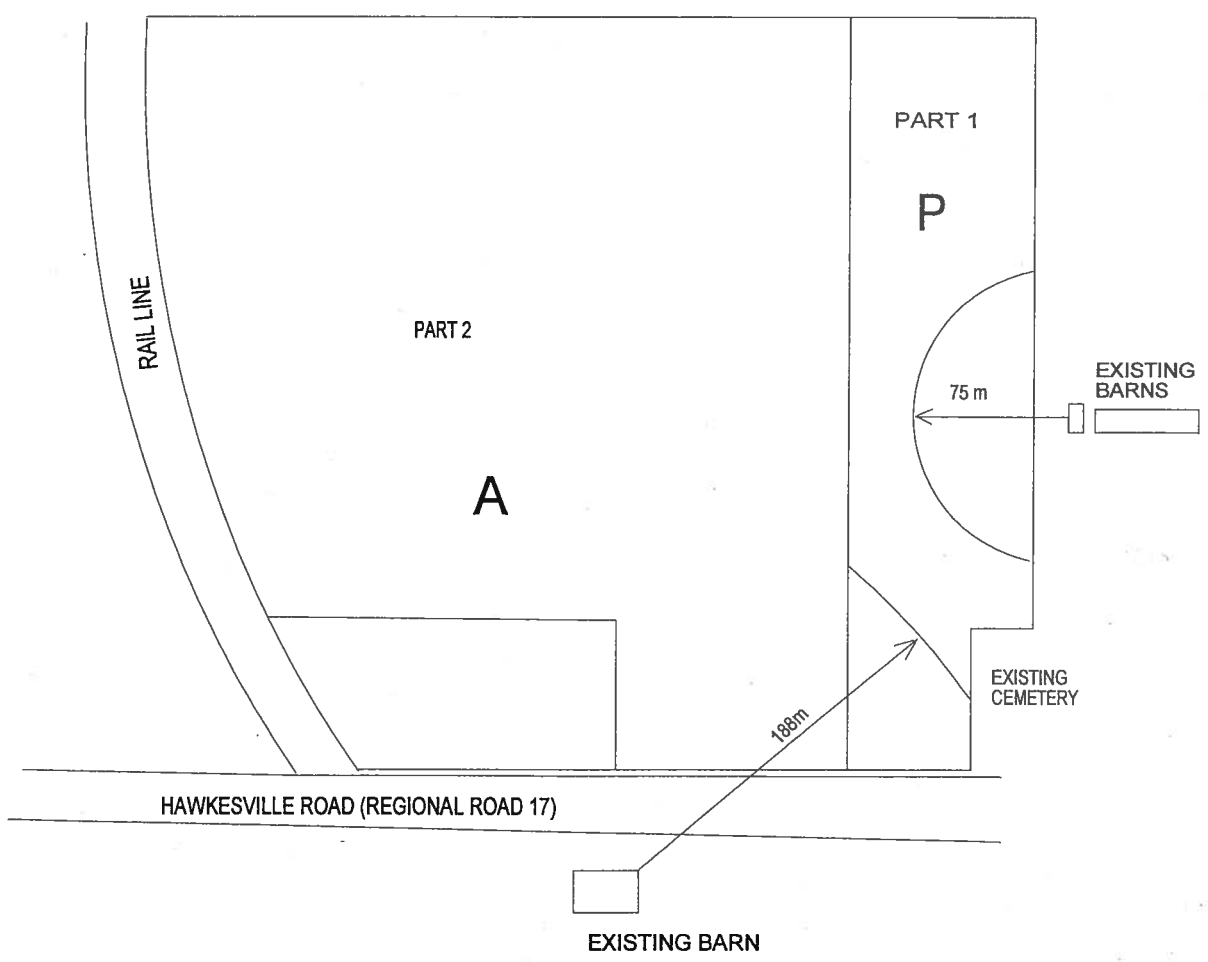 PART 1
P
RAIL LINE
PART 2
75 m
EXISTING
BARNS
A
EXISTING
CEMETERY
188m
HAWKESVILLE ROAD (REGIONAL ROAD 17)
EXISTING BARN